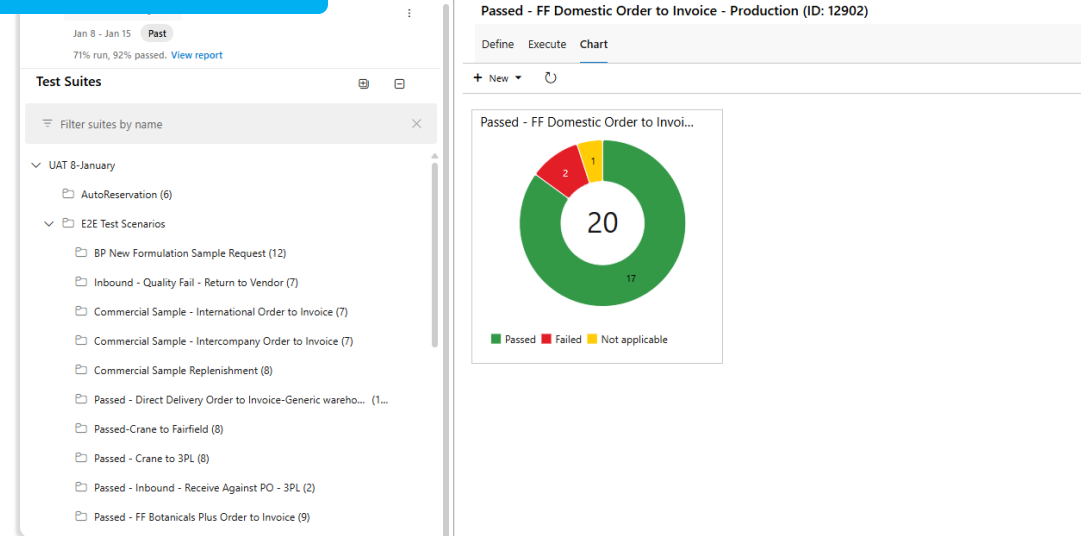 Jan 8 - Jan 15 Past
71% run, 92% passed. View report
Test Suites
Filter suites by name
UAT 8-January
AutoReservation (6)
E2E Test Scenarios
BP New Formulation Sample Request (12)
Inbound - Quality Fail - Return to Vendor (7)
Commercial Sample - International Order to Invoice (7)
Commercial Sample - Intercompany Order to Invoice (7)
Commercial Sample Replenishment (8)
Passed - Direct Delivery Order to Invoice-Generic wareho... (1...
Passed-Crane to Fairfield (8)
Passed - Crane to 3PL (8)
Passed - Inbound - Receive Against PO - 3PL (2)
Passed - FF Botanicals Plus Order to Invoice (9)
Passed - FF Domestic Order to Invoice - Production (ID: 12902)
Define Execute Chart
New
Passed - FF Domestic Order to Invoi...
1
2
20
17
Passed Failed Not applicable